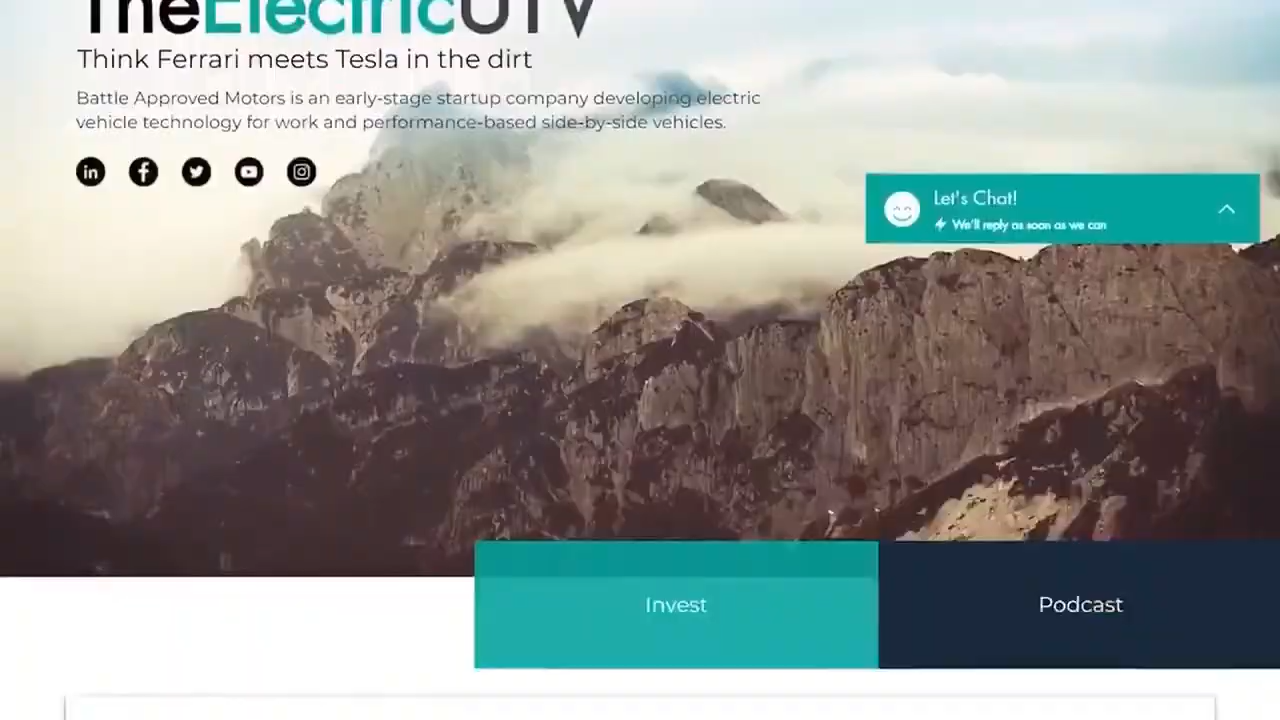 TheElectricUTV
Think Ferrari meets Tesla in the dirt
Battle Approved Motors is an early-stage startup company developing electric
vehicle technology for work and performance-based side-by-side vehicles.
in
Let's Chat!
We'll reply as soon as we can
Invest
Podcast